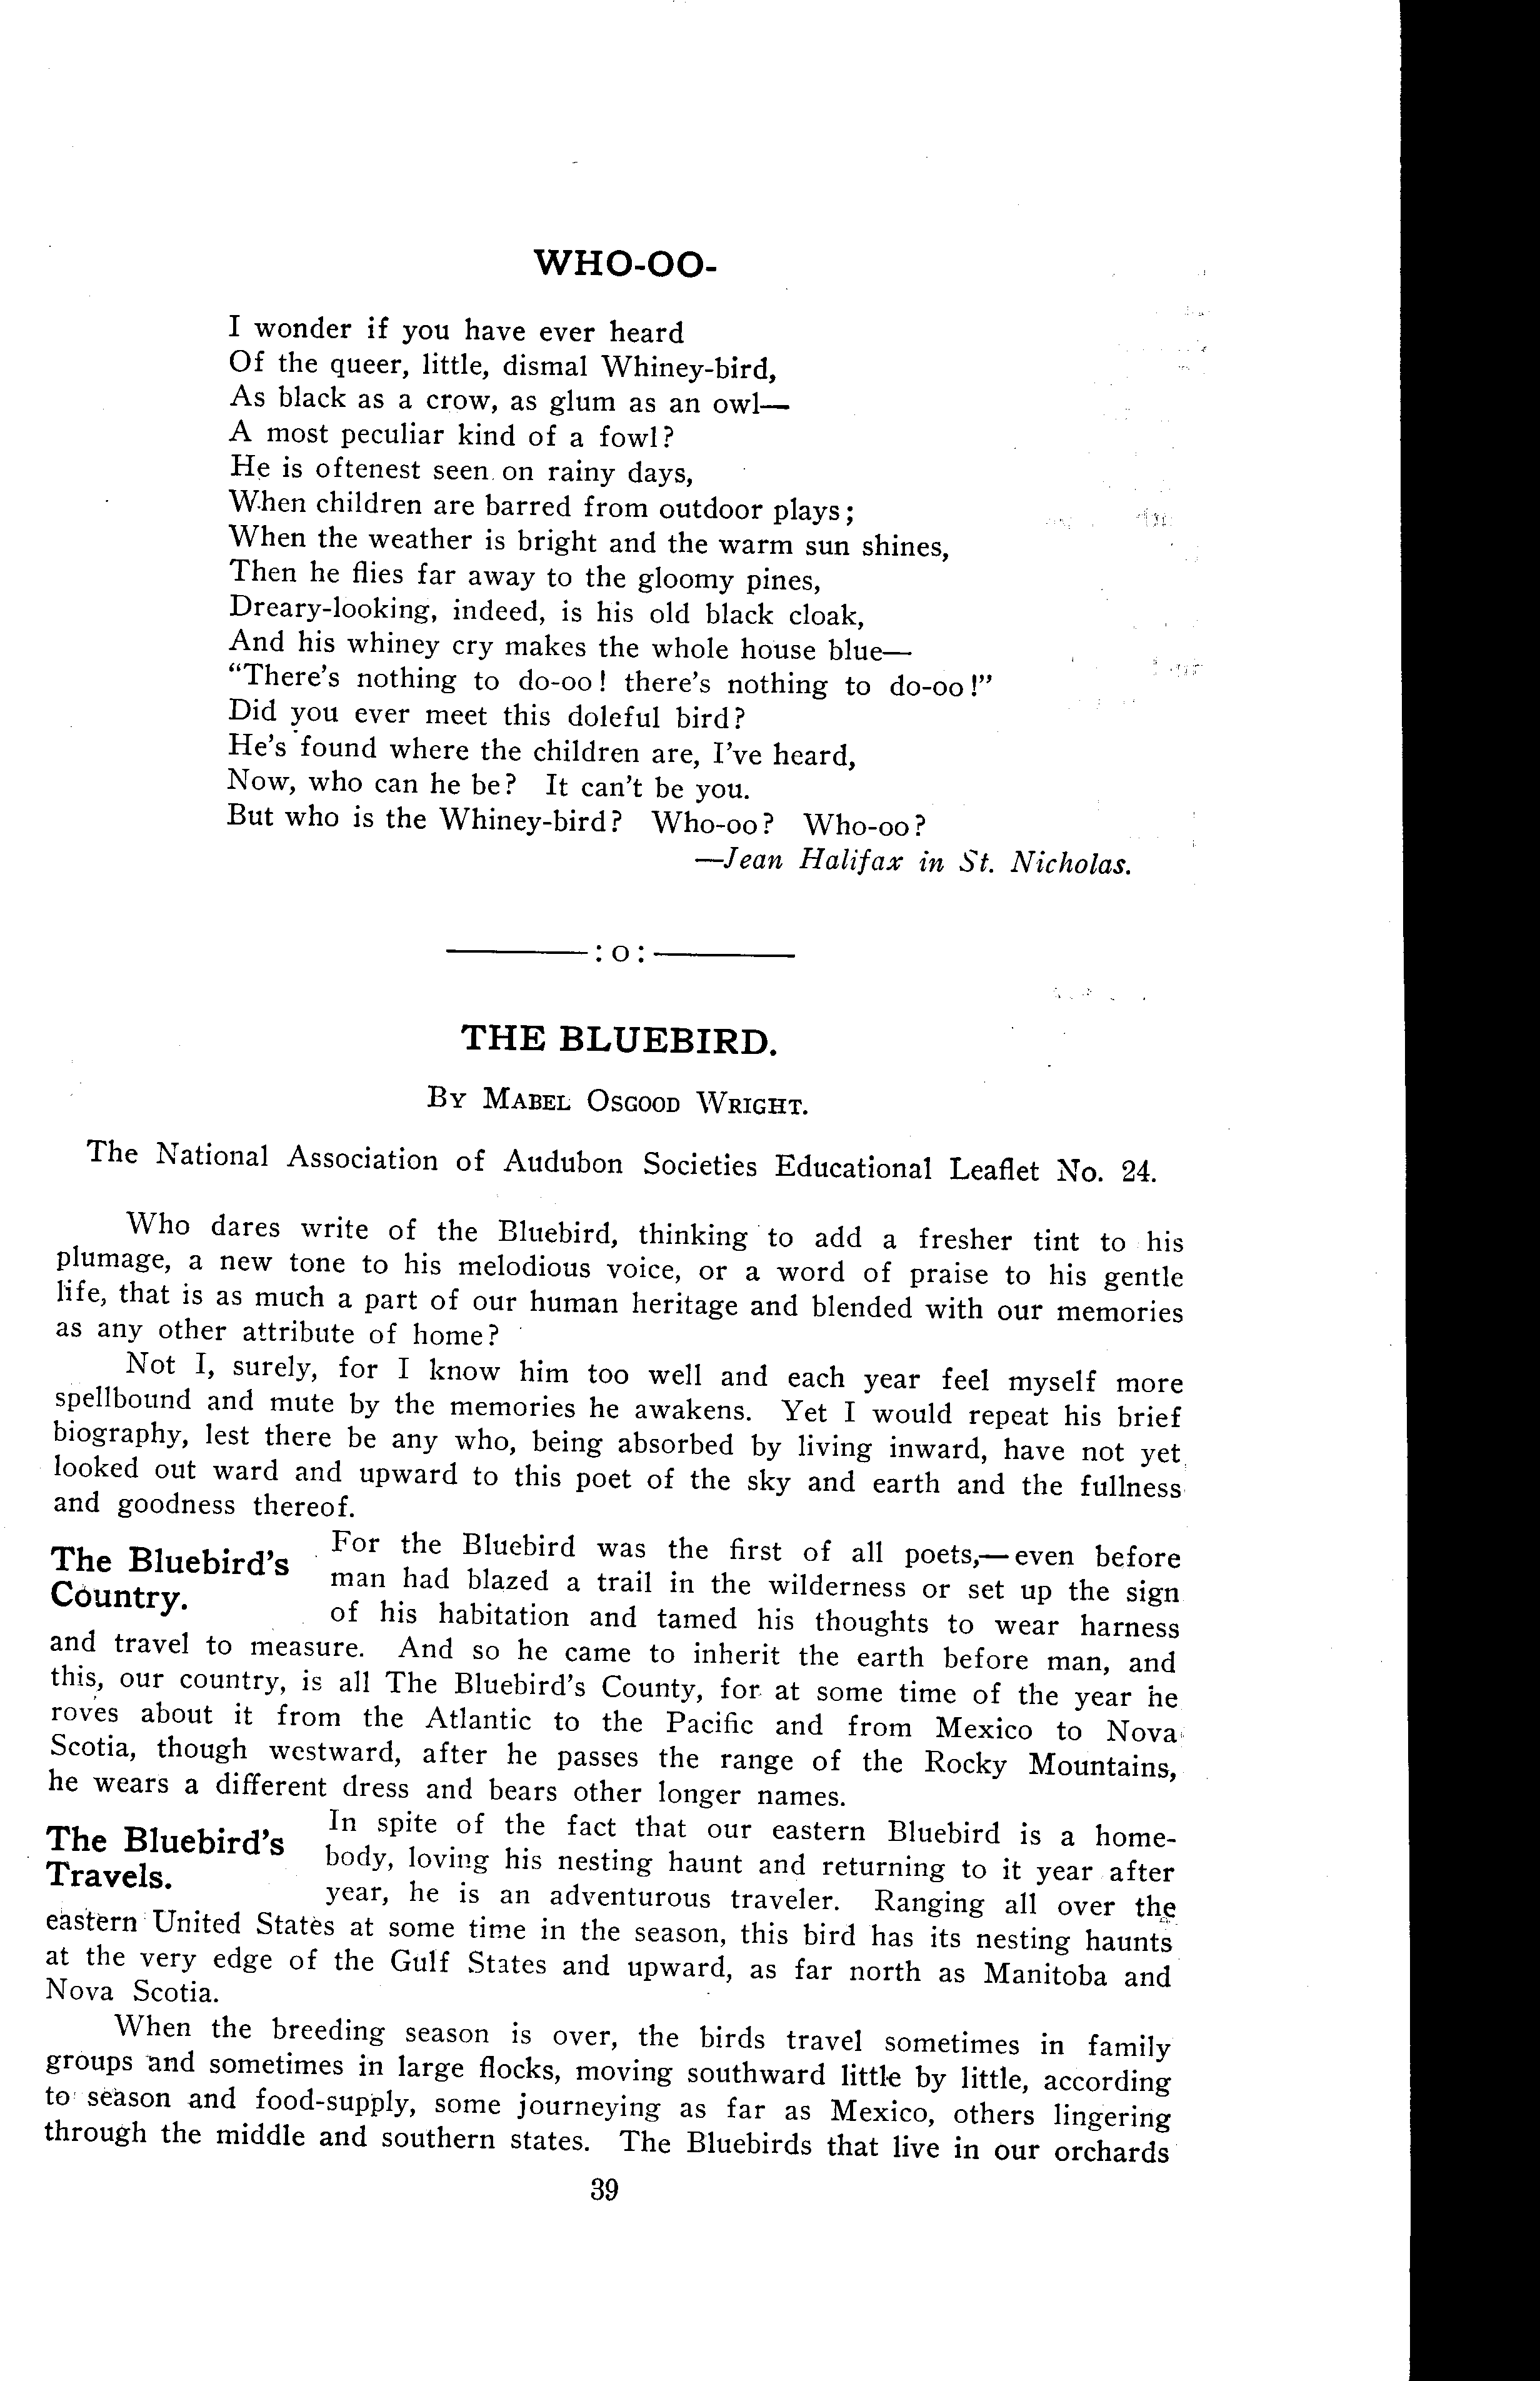 WHO-OO-
I wonder if you have ever heard
Of the queer, little, dismal Whiney-bird,
As black as a crow, as glum as an owl—
A most peculiar kind of a fowl?
He is oftenest seen on rainy days,
When children are barred from outdoor plays;
When the weather is bright and the warm sun shines,
Then he flies far away to the gloomy pines,
Dreary-looking, indeed, is his old black cloak,
And his whiney cry makes the whole house blue—
“There's nothing to do-oo! there's nothing to do-oo!”
Did you ever meet this doleful bird?
He's found where the children are, I've heard,
Now, who can he be? It can't be you.
But who is the Whiney-bird? Who-oo? Who-oo?
—Jean Halifax in St. Nicholas.
———:o:———
THE BLUEBIRD.
By Mabel Osgood Wright.
The National Association of Audubon Societies Educational Leaflet No. 24.
Who dares write of the Bluebird, thinking to add a fresher tint to his
plumage, a new tone to his melodious voice, or a word of praise to his gentle
life, that is as much a part of our human heritage and blended with our memories
as any other attribute of home?
Not I, surely, for I know him too well and each year feel myself more
spellbound and mute by the memories he awakens. Yet I would repeat his brief
biography, lest there be any who, being absorbed by living inward, have not yet
looked out ward and upward to this poet of the sky and earth and the fullness
and goodness thereof.
The Bluebird's
Country.
For the Bluebird was the first of all poets,—even before
man had blazed a trail in the wilderness or set up the sign
of his habitation and tamed his thoughts to wear harness
and travel to measure. And so he came to inherit the earth before man, and
this, our country, is all The Bluebird's County, for at some time of the year he
roves about it from the Atlantic to the Pacific and from Mexico to Nova
Scotia, though westward, after he passes the range of the Rocky Mountains,
he wears a different dress and bears other longer names.
The Bluebird's
Travels.
In spite of the fact that our eastern Bluebird is a home-
body, loving his nesting haunt and returning to it year after
year, he is an adventurous traveler. Ranging all over the
eastern United States at some time in the season, this bird has its nesting haunts
at the very edge of the Gulf States and upward, as far north as Manitoba and
Nova Scotia.
When the breeding season is over, the birds travel sometimes in family
groups and sometimes in large flocks, moving southward little by little, according
to season and food-supply, some journeying as far as Mexico, others lingering
through the middle and southern states. The Bluebirds that live in our orchards
39